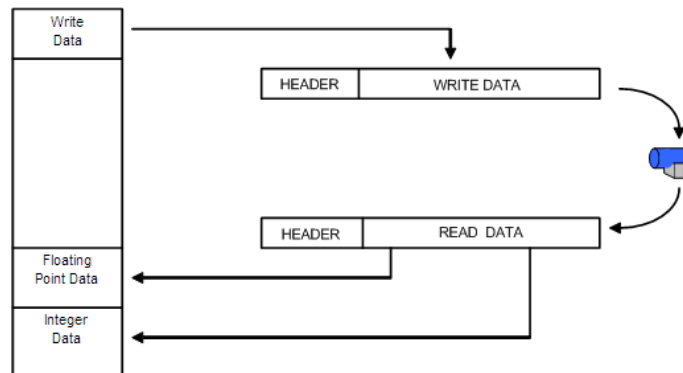 Write
Data
HEADER
WRITE DATA
HEADER
READ DATA
Floating
Point Data
Integer
Data